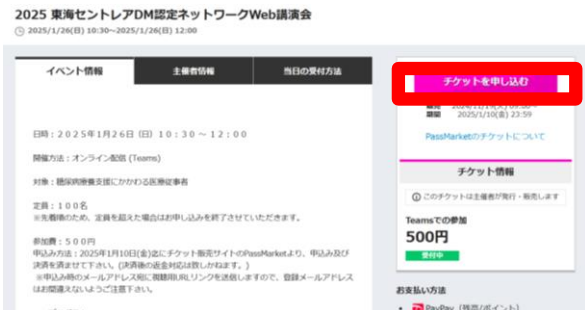 2025 東海セントレアDM認定ネットワークWeb講演会
2025/1/26(日) 10:30～2025/1/26(日) 12:00
イベント情報
主催者情報
当日の受付方法
日時：２０２５年１月２６日（日）１０：３０ ～ １２：００
開催方法：オンライン配信 (Teams)
対象：糖尿病療養支援にかかわる医療従事者
定員：１００名
※先着順のため、定員を超えた場合はお申し込みを終了させていただきます。
参加費：５００円
申込み方法：2025年1月10日(金)迄にチケット販売サイトのPassMarketより、申込み及び
決済を済ませて下さい。(決済後の返金対応は致しかねます。)
※申込み時のメールアドレス宛に視聴用URLリンクを送信しますので、登録メールアドレス
はお間違えないようご注意下さい。
チケットを申し込む
販売
期間
2025/1/10(金) 23:59
PassMarketのチケットについて
チケット情報
このチケットは主催者が発行・販売します
Teamsでの参加
500円
受付中
お支払い方法
PayPay（残高/ポイント）